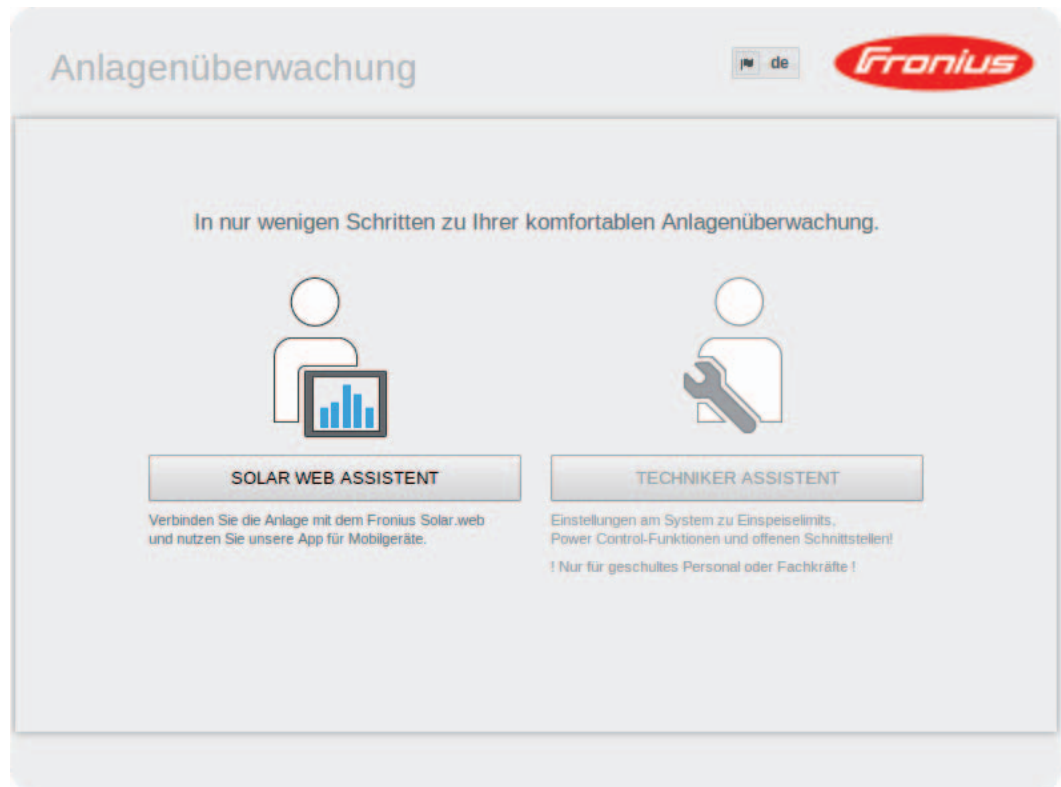 Anlagenüberwachung
de
Fronius
In nur wenigen Schritten zu Ihrer komfortablen Anlagenüberwachung.
SOLAR WEB ASSISTENT
Verbinden Sie die Anlage mit dem Fronius Solar.web
und nutzen Sie unsere App für Mobilgeräte.
TECHNIKER ASSISTENT
Einstellungen am System zu Einspeiselimits,
Power Control-Funktionen und offenen Schnittstellen!
! Nur für geschultes Personal oder Fachkräfte !